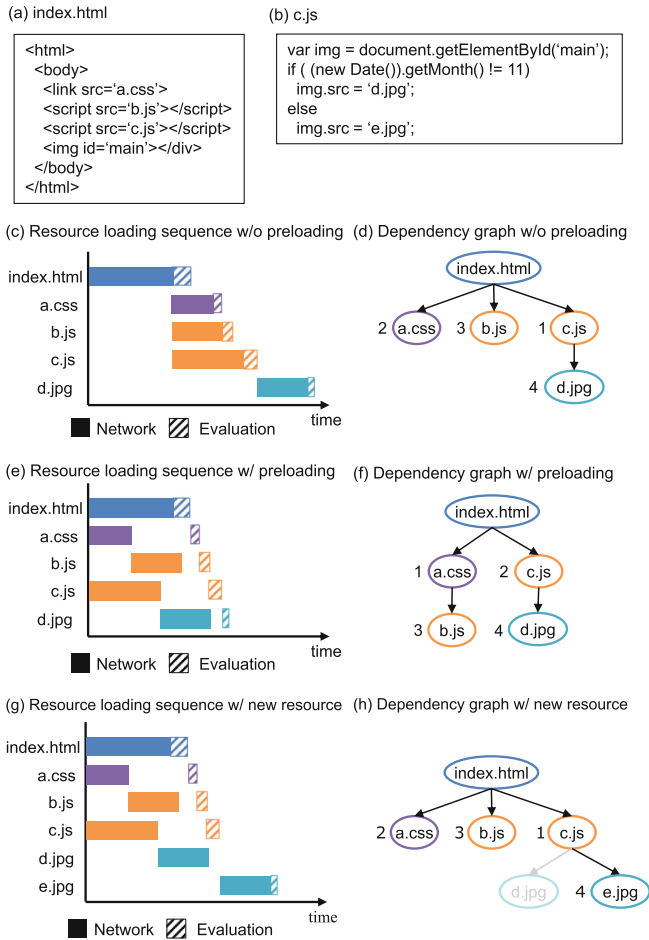 (a) index.html
<html>
<body>
<link src=‘a.css’>
<script src=‘b.js’></script>
<script src=‘c.js’></script>
<img id=‘main’></div>
</body>
</html>
(b) c.js
var img = document.getElementById(‘main’);
if ( (new Date()).getMonth() != 11)
img.src = ‘d.jpg’;
else
img.src = ‘e.jpg’;
(c) Resource loading sequence w/o preloading
index.html
a.css
b.js
c.js
d.jpg
time
Network Evaluation
(d) Dependency graph w/o preloading
index.html
2 a.css 3 b.js 1 c.js
4 d.jpg
(e) Resource loading sequence w/ preloading
index.html
a.css
b.js
c.js
d.jpg
time
Network Evaluation
(f) Dependency graph w/ preloading
index.html
1 a.css 2 c.js
3 b.js 4 d.jpg
(g) Resource loading sequence w/ new resource
index.html
a.css
b.js
c.js
d.jpg
e.jpg
time
Network Evaluation
(h) Dependency graph w/ new resource
index.html
2 a.css 3 b.js 1 c.js
d.jpg 4 e.jpg